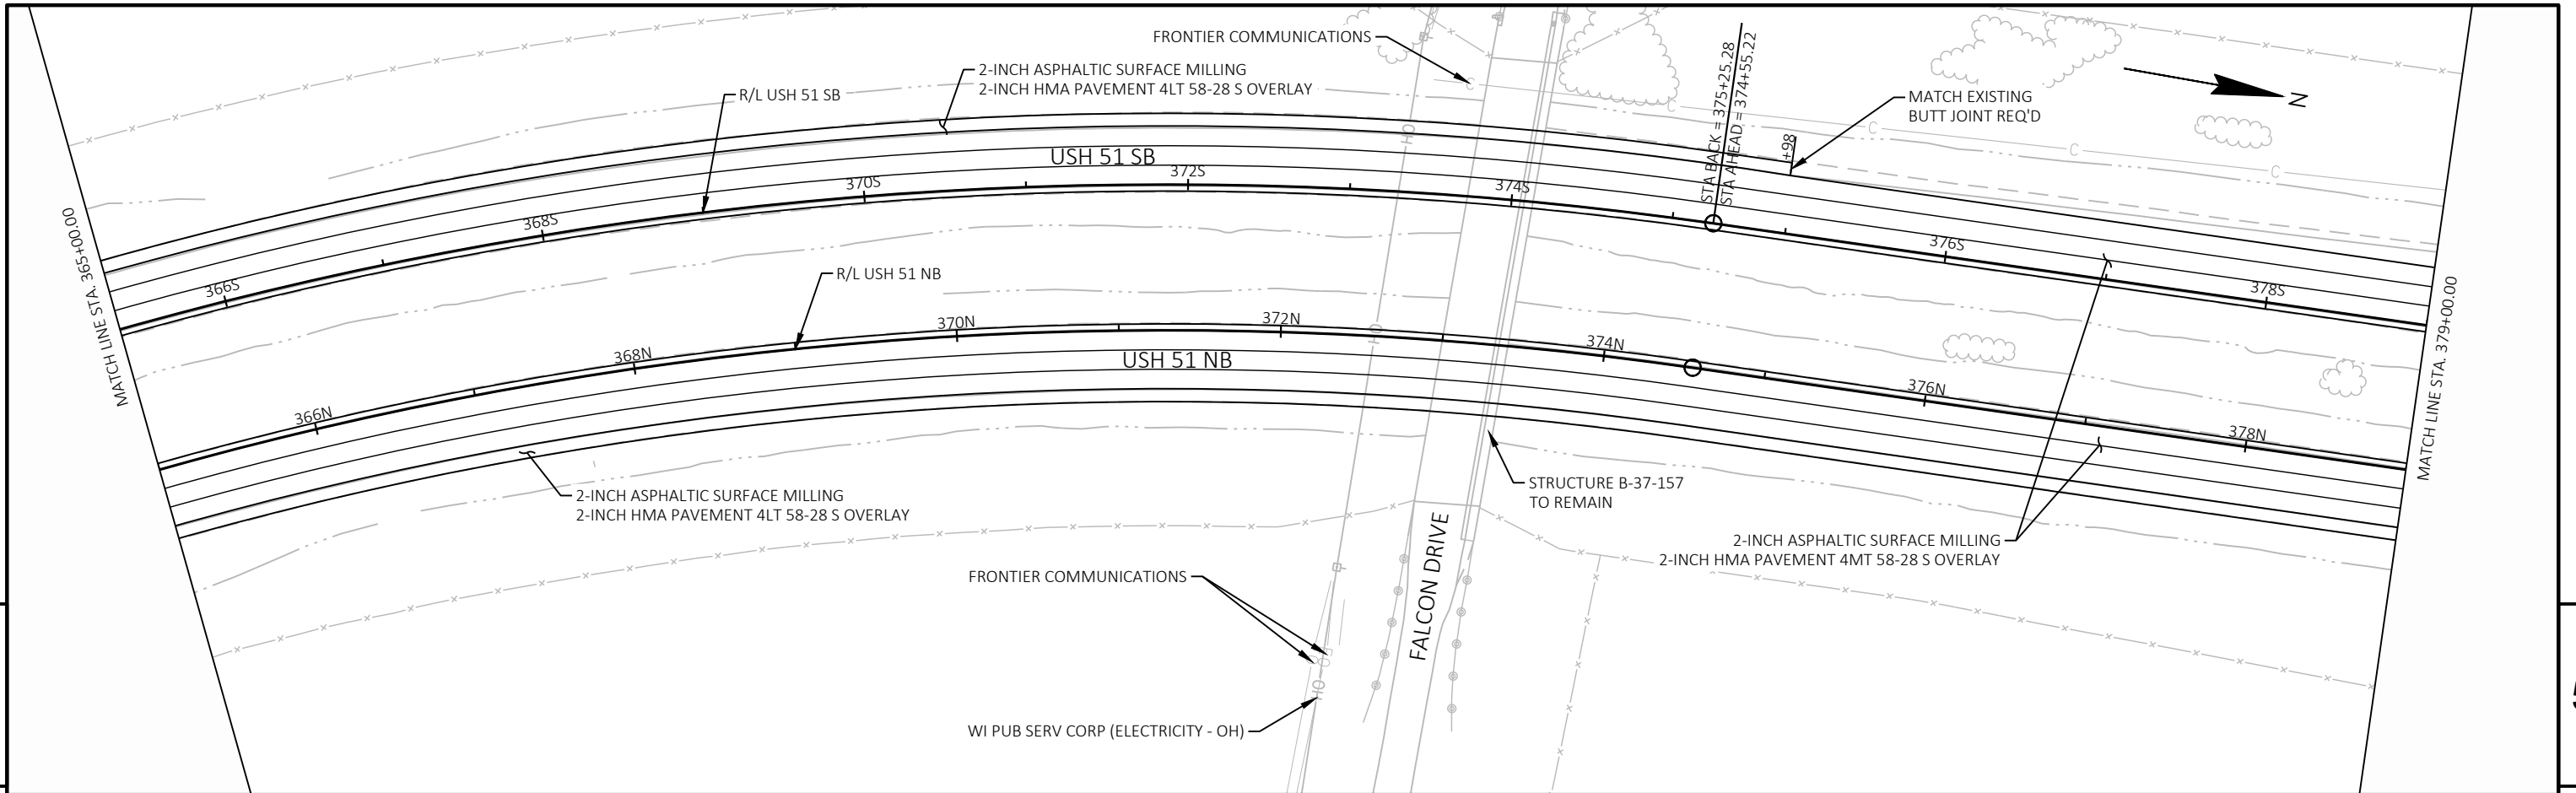 FRONTIER COMMUNICATIONS
2-INCH ASPHALTIC SURFACE MILLING
2-INCH HMA PAVEMENT 4LT 58-28 S OVERLAY
R/L USH 51 SB
STA BACK = 375+25.28
STA AHEAD = 374+55.22
+98
MATCH EXISTING
BUTT JOINT REQ'D
N
C
C
C
C
C
OH
USH 51 SB
366S
368S
370S
372S
374S
376S
378S
MATCH LINE STA. 365+00.00
R/L USH 51 NB
OH
USH 51 NB
366N
368N
370N
372N
374N
376N
378N
MATCH LINE STA. 379+00.00
2-INCH ASPHALTIC SURFACE MILLING
2-INCH HMA PAVEMENT 4LT 58-28 S OVERLAY
STRUCTURE B-37-157
TO REMAIN
2-INCH ASPHALTIC SURFACE MILLING
2-INCH HMA PAVEMENT 4MT 58-28 S OVERLAY
FRONTIER COMMUNICATIONS
FALCON DRIVE
OH
WI PUB SERV CORP (ELECTRICITY - OH)